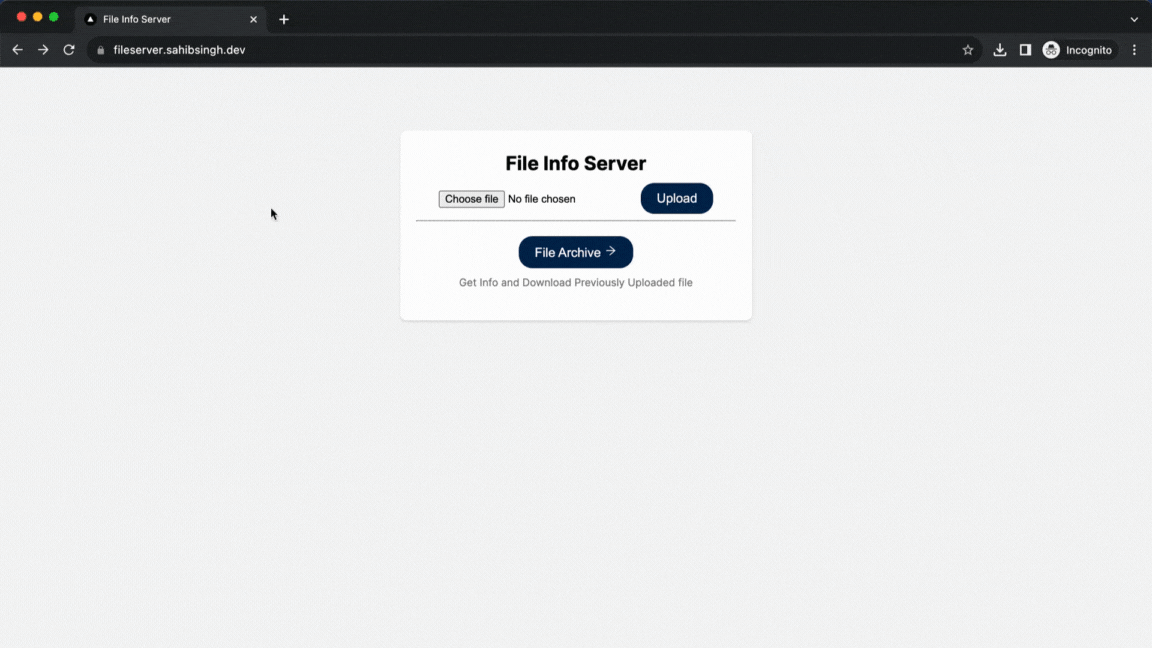 File Info Server
fileserver.sahibsingh.dev
Incognito
File Info Server
Choose file No file chosen
Upload
File Archive →
Get Info and Download Previously Uploaded file